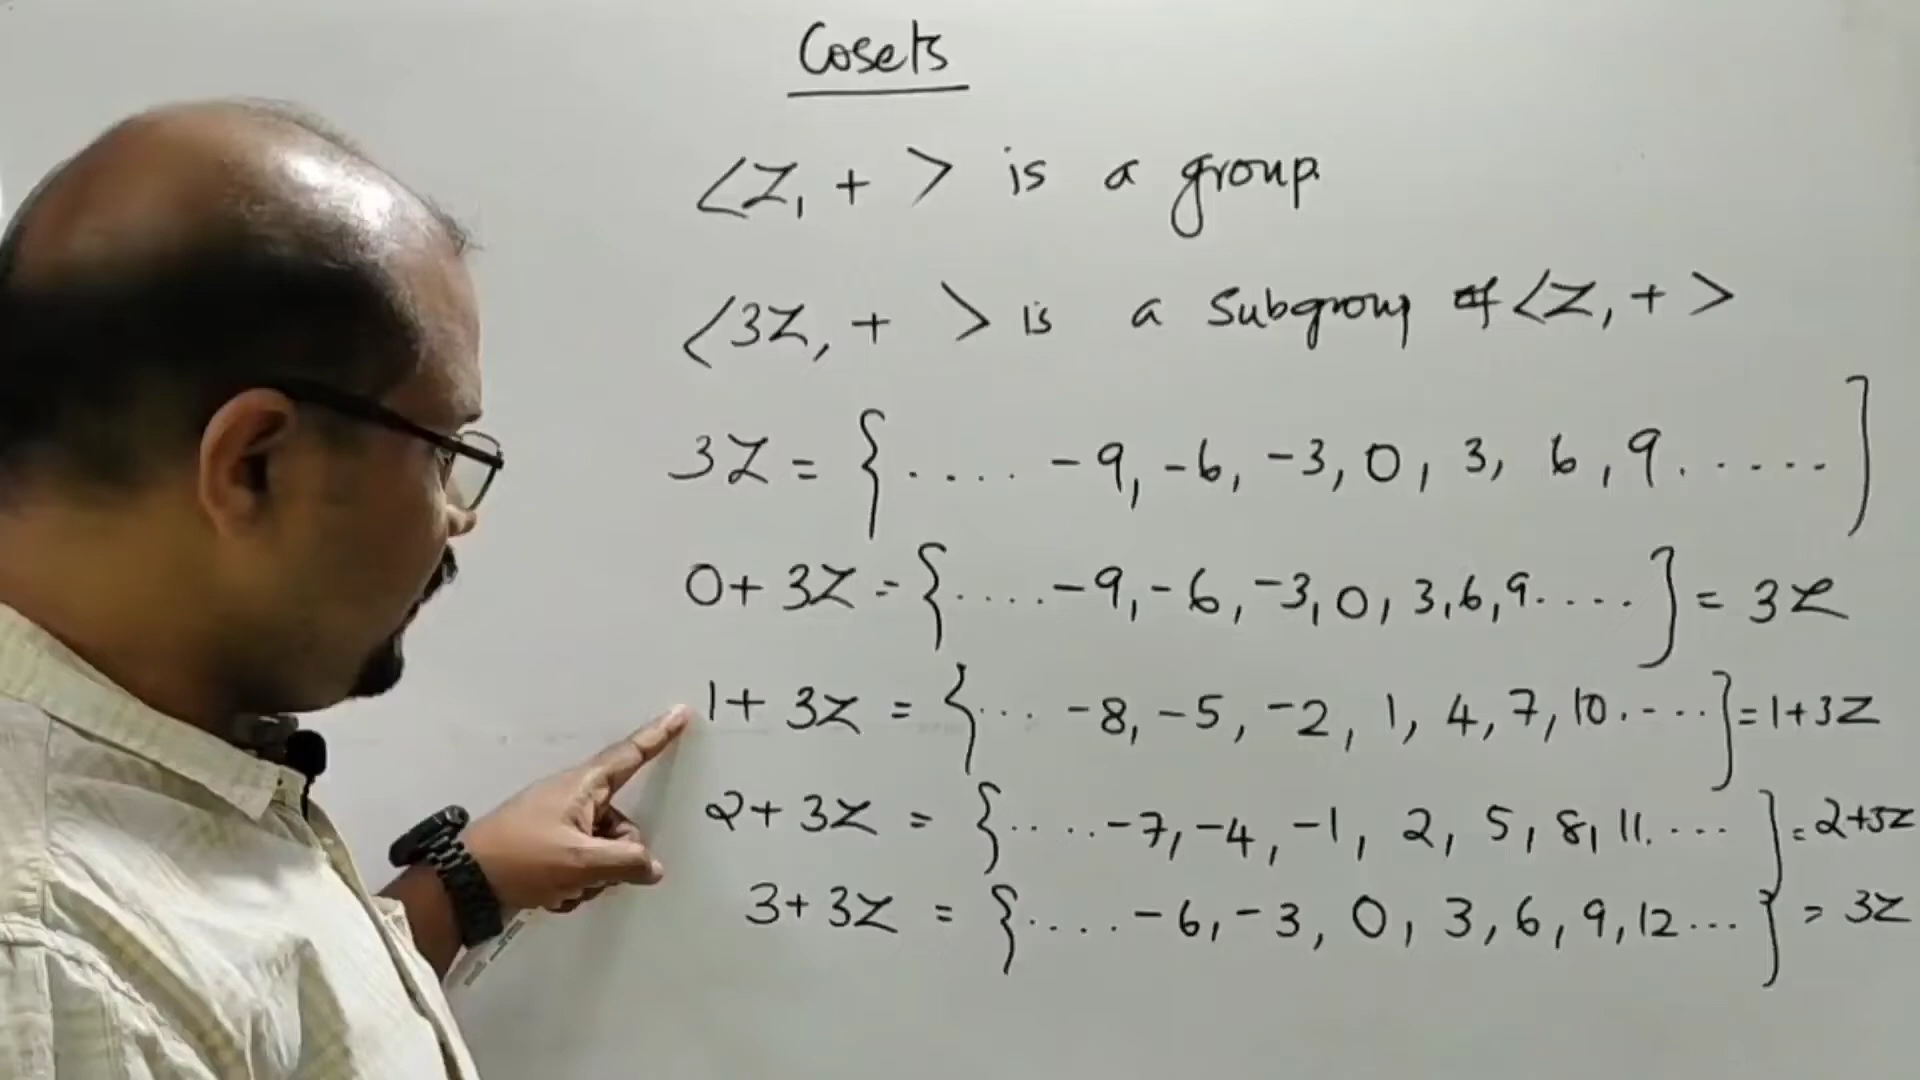 Cosets
<Z, + > is a group.
<3Z, + > is a Subgroup of <Z, + >
3Z = {.... -9, -6, -3, 0, 3, 6, 9.....}
0+ 3Z = {....-9, -6, -3, 0, 3, 6, 9.....} = 3Z
1+ 3Z = {... -8, -5, -2, 1, 4, 7, 10.....} = 1+3Z
2+ 3Z = {.....-7, -4, -1, 2, 5, 8, 11.....} = 2+3Z
3+ 3Z = {.... -6, -3, 0, 3, 6, 9, 12...} = 3Z